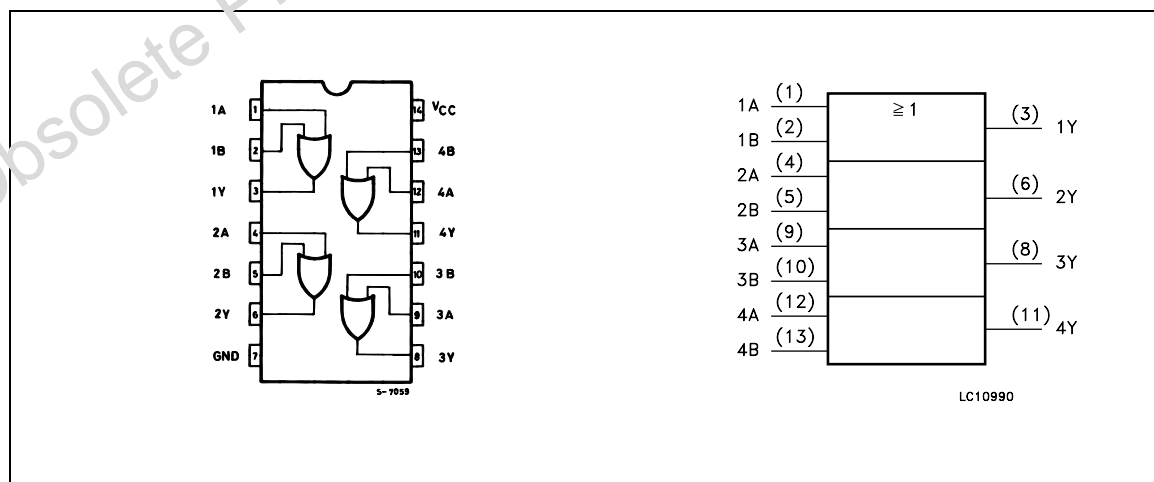 bsolete P
1A 1
1B 2
1Y 3
2A 4
2B 5
2Y 6
GND 7
14 VCC
13 4B
12 4A
11 4Y
10 3B
9 3A
8 3Y
S-7059
1A (1)
1B (2)
2A (4)
2B (5)
3A (9)
3B (10)
4A (12)
4B (13)
≧ 1
(3) 1Y
(6) 2Y
(8) 3Y
(11) 4Y
LC10990